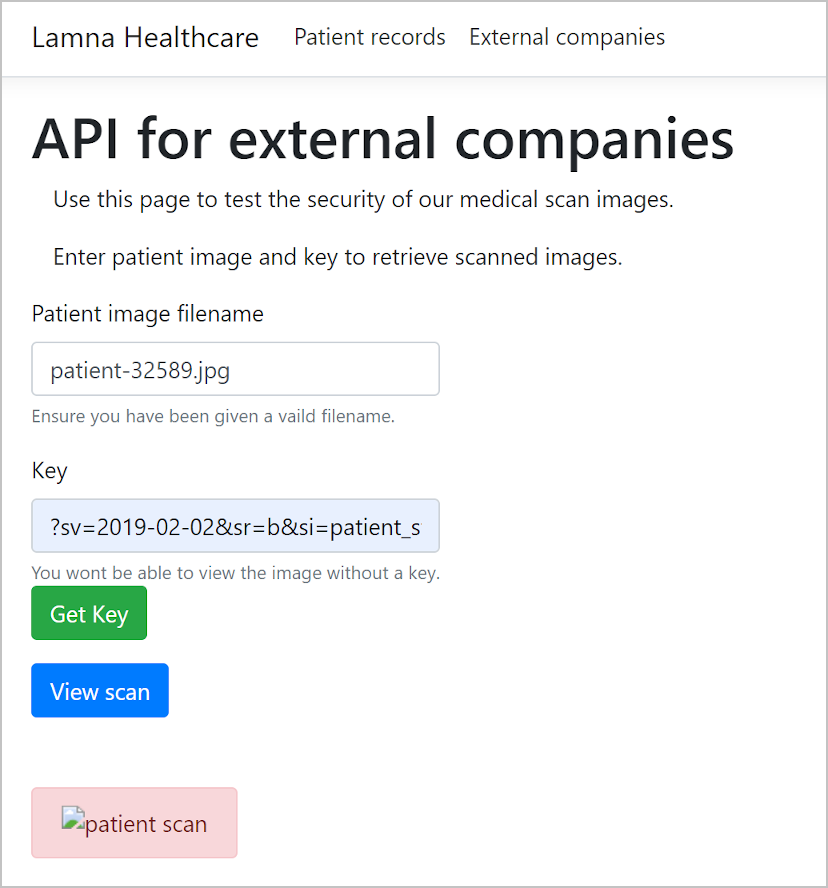 Lamna Healthcare Patient records External companies
API for external companies
Use this page to test the security of our medical scan images.
Enter patient image and key to retrieve scanned images.
Patient image filename
patient-32589.jpg
Ensure you have been given a vaild filename.
Key
?sv=2019-02-02&sr=b&si=patient_s
You wont be able to view the image without a key.
Get Key
View scan
patient scan